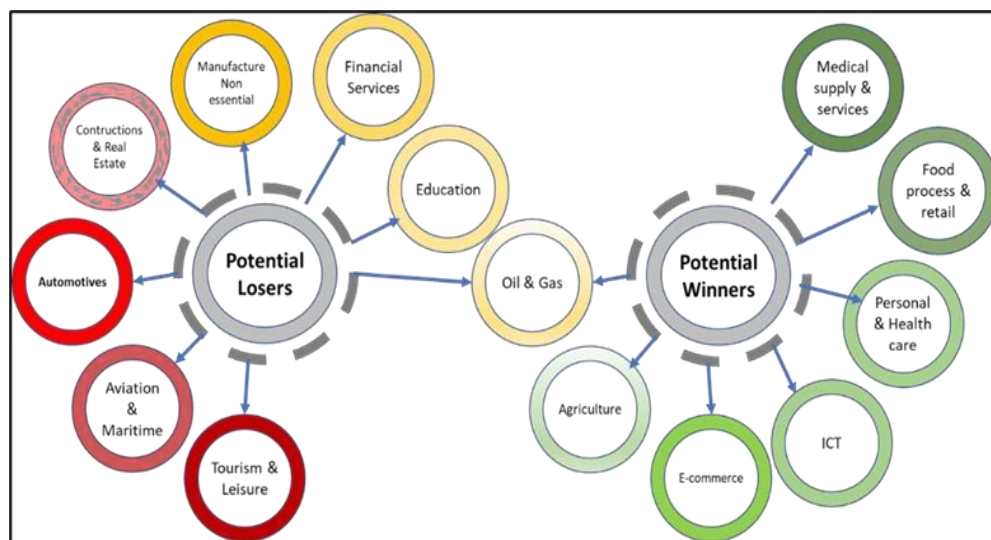 Manufacture
Non
essential
Financial
Services
Contructions
& Real
Estate
Education
Potential
Losers
Automotives
Oil & Gas
Aviation
&
Maritime
Tourism &
Leisure
Medical
supply &
services
Food
process &
retail
Potential
Winners
Personal
& Health
care
Agriculture
E-commerce
ICT